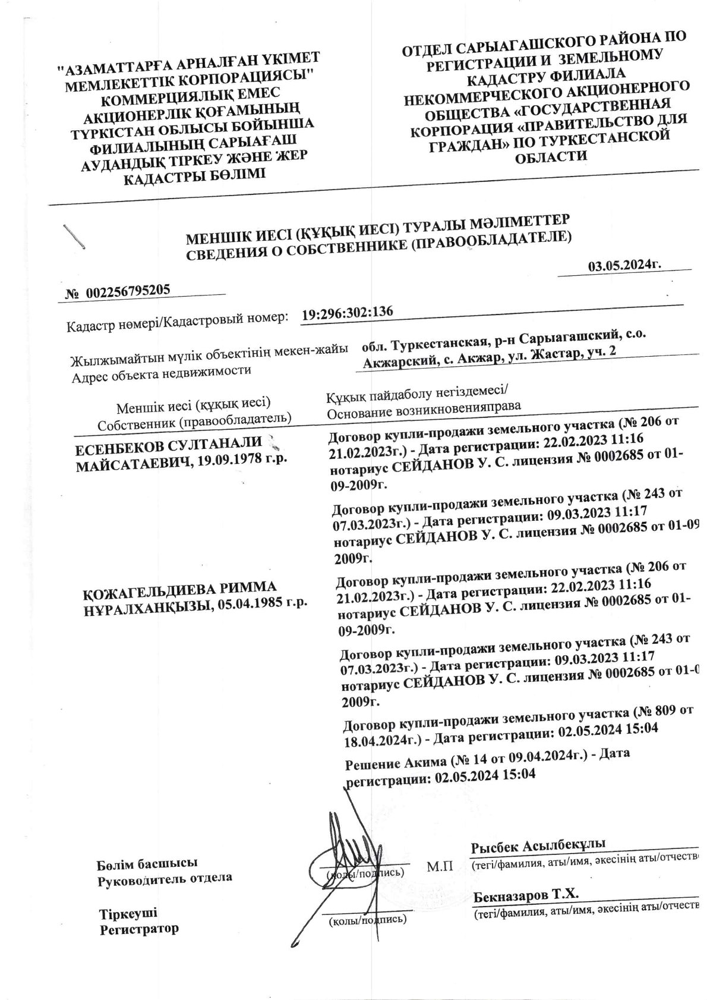 "АЗАМАТТАРҒА АРНАЛҒАН ҮКІМЕТ
МЕМЛЕКЕТТІК КОРПОРАЦИЯСЫ"
КОММЕРЦИЯЛЫҚ ЕМЕС
АКЦИОНЕРЛІК ҚОҒАМЫНЫҢ
ТҮРКІСТАН ОБЛЫСЫ БОЙЫНША
ФИЛИАЛЫНЫҢ САРЫАҒАШ
АУДАНДЫҚ ТІРКЕУ ЖӘНЕ ЖЕР
КАДАСТРЫ БӨЛІМІ
ОТДЕЛ САРЫАГАШСКОГО РАЙОНА ПО
РЕГИСТРАЦИИ И ЗЕМЕЛЬНОМУ
КАДАСТРУ ФИЛИАЛА
НЕКОММЕРЧЕСКОГО АКЦИОНЕРНОГО
ОБЩЕСТВА «ГОСУДАРСТВЕННАЯ
КОРПОРАЦИЯ «ПРАВИТЕЛЬСТВО ДЛЯ
ГРАЖДАН» ПО ТУРКЕСТАНСКОЙ
ОБЛАСТИ
МЕНШІК ИЕСІ (ҚҰҚЫҚ ИЕСІ) ТУРАЛЫ МӘЛІМЕТТЕР
СВЕДЕНИЯ О СОБСТВЕННИКЕ (ПРАВООБЛАДАТЕЛЕ)
03.05.2024г.
№ 002256795205
Кадастр нөмері/Кадастровый номер: 19:296:302:136
Жылжымайтын мүлік объектінің мекен-жайы
Адрес объекта недвижимости
обл. Туркестанская, р-н Сарыагашский, с.о.
Акжарский, с. Акжар, ул. Жастар, уч. 2
Меншік иесі (құқық иесі)
Собственник (правообладатель)
Құқық пайдаболу негіздемесі/
Основание возникновенияправа
ЕСЕНБЕКОВ СУЛТАНАЛИ
МАЙСАТАЕВИЧ, 19.09.1978 г.р.
Договор купли-продажи земельного участка (№ 206 от
21.02.2023г.) - Дата регистрации: 22.02.2023 11:16
нотариус СЕЙДАНОВ У. С. лицензия № 0002685 от 01-
09-2009г.
Договор купли-продажи земельного участка (№ 243 от
07.03.2023г.) - Дата регистрации: 09.03.2023 11:17
нотариус СЕЙДАНОВ У. С. лицензия № 0002685 от 01-09
2009г.
ҚОЖАГЕЛЬДИЕВА РИММА
НҰРАЛХАНҚЫЗЫ, 05.04.1985 г.р.
Договор купли-продажи земельного участка (№ 206 от
21.02.2023г.) - Дата регистрации: 22.02.2023 11:16
нотариус СЕЙДАНОВ У. С. лицензия № 0002685 от 01-
09-2009г.
Договор купли-продажи земельного участка (№ 243 от
07.03.2023г.) - Дата регистрации: 09.03.2023 11:17
нотариус СЕЙДАНОВ У. С. лицензия № 0002685 от 01-0
2009г.
Договор купли-продажи земельного участка (№ 809 от
18.04.2024г.) - Дата регистрации: 02.05.2024 15:04
Решение Акима (№ 14 от 09.04.2024г.) - Дата
регистрации: 02.05.2024 15:04
Бөлім басшысы
Руководитель отдела
(қолы/подпись)
М.П
Рысбек Асылбекұлы
(тегі/фамилия, аты/имя, әкесінің аты/отчеств
Тіркеуші
Регистратор
(қолы/подпись)
Бекназаров Т.Х.
(тегі/фамилия, аты/имя, әкесінің аты/отчеств